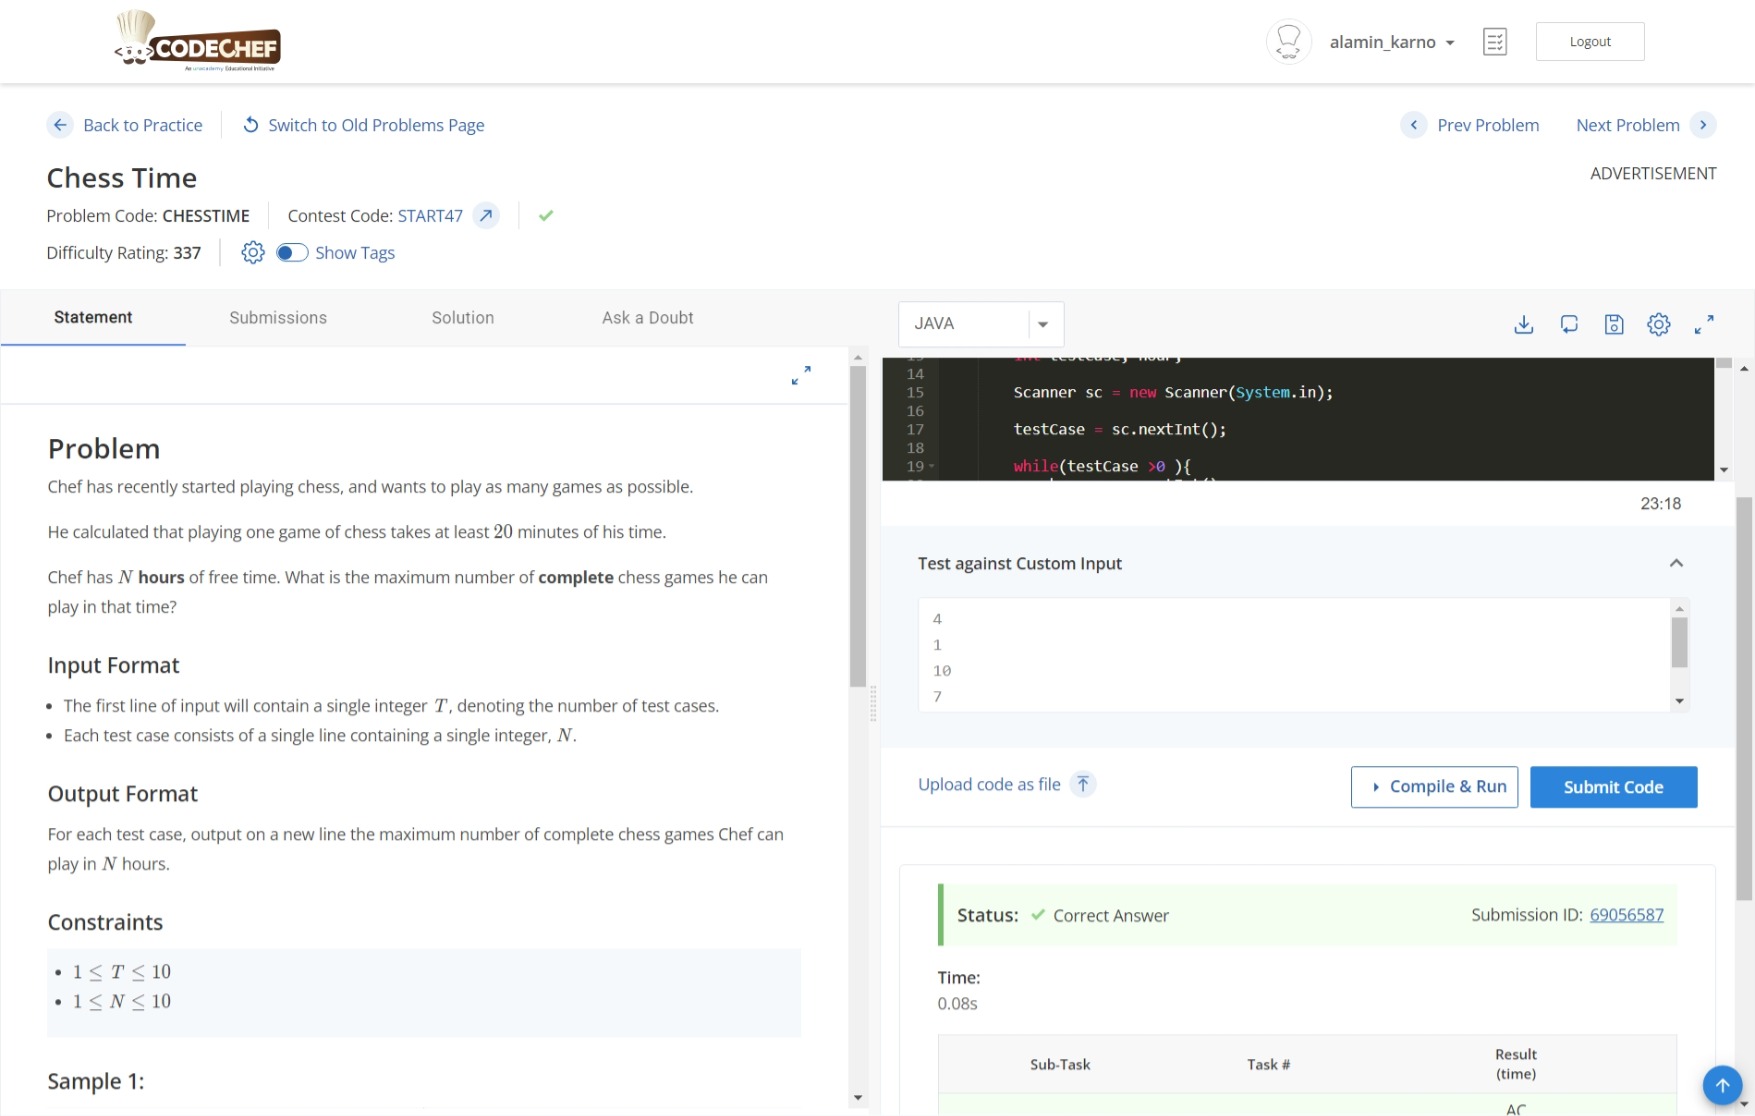 CODECHEF
An unacademy Educational Initiative
alamin_karno
Logout
Back to Practice
Switch to Old Problems Page
Prev Problem
Next Problem
Chess Time
ADVERTISEMENT
Problem Code: CHESSTIME
Contest Code: START47
Difficulty Rating: 337
Show Tags
Statement
Submissions
Solution
Ask a Doubt
Problem
Chef has recently started playing chess, and wants to play as many games as possible.
He calculated that playing one game of chess takes at least 20 minutes of his time.
Chef has N hours of free time. What is the maximum number of complete chess games he can
play in that time?
Input Format
• The first line of input will contain a single integer T, denoting the number of test cases.
• Each test case consists of a single line containing a single integer, N.
Output Format
For each test case, output on a new line the maximum number of complete chess games Chef can
play in N hours.
Constraints
• 1 ≤ T ≤ 10
• 1 ≤ N ≤ 10
Sample 1:
JAVA
14
15 Scanner sc = new Scanner(System.in);
16
17 testCase = sc.nextInt();
18
19 while(testCase >0 ){
23:18
Test against Custom Input
4
1
10
7
Upload code as file
Compile & Run
Submit Code
Status: Correct Answer
Submission ID: 69056587
Time:
0.08s
Sub-Task
Task #
Result
(time)
AC